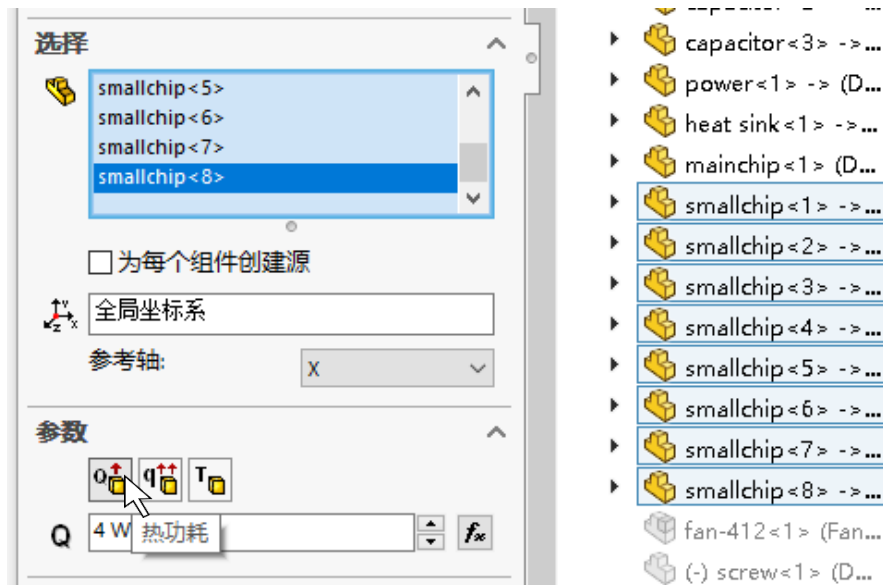 选择
smallchip<5>
smallchip<6>
smallchip<7>
smallchip<8>
为每个组件创建源
全局坐标系
参考轴:
X
参数
Q 4 W
热功耗
capacitor<3> ->...
power<1> -> (D...
heat sink<1> ->...
mainchip<1> (D...
smallchip<1> ->...
smallchip<2> ->...
smallchip<3> ->...
smallchip<4> ->...
smallchip<5> ->...
smallchip<6> ->...
smallchip<7> ->...
smallchip<8> ->...
fan-412<1> (Fan...
(-) screw<1> (D...